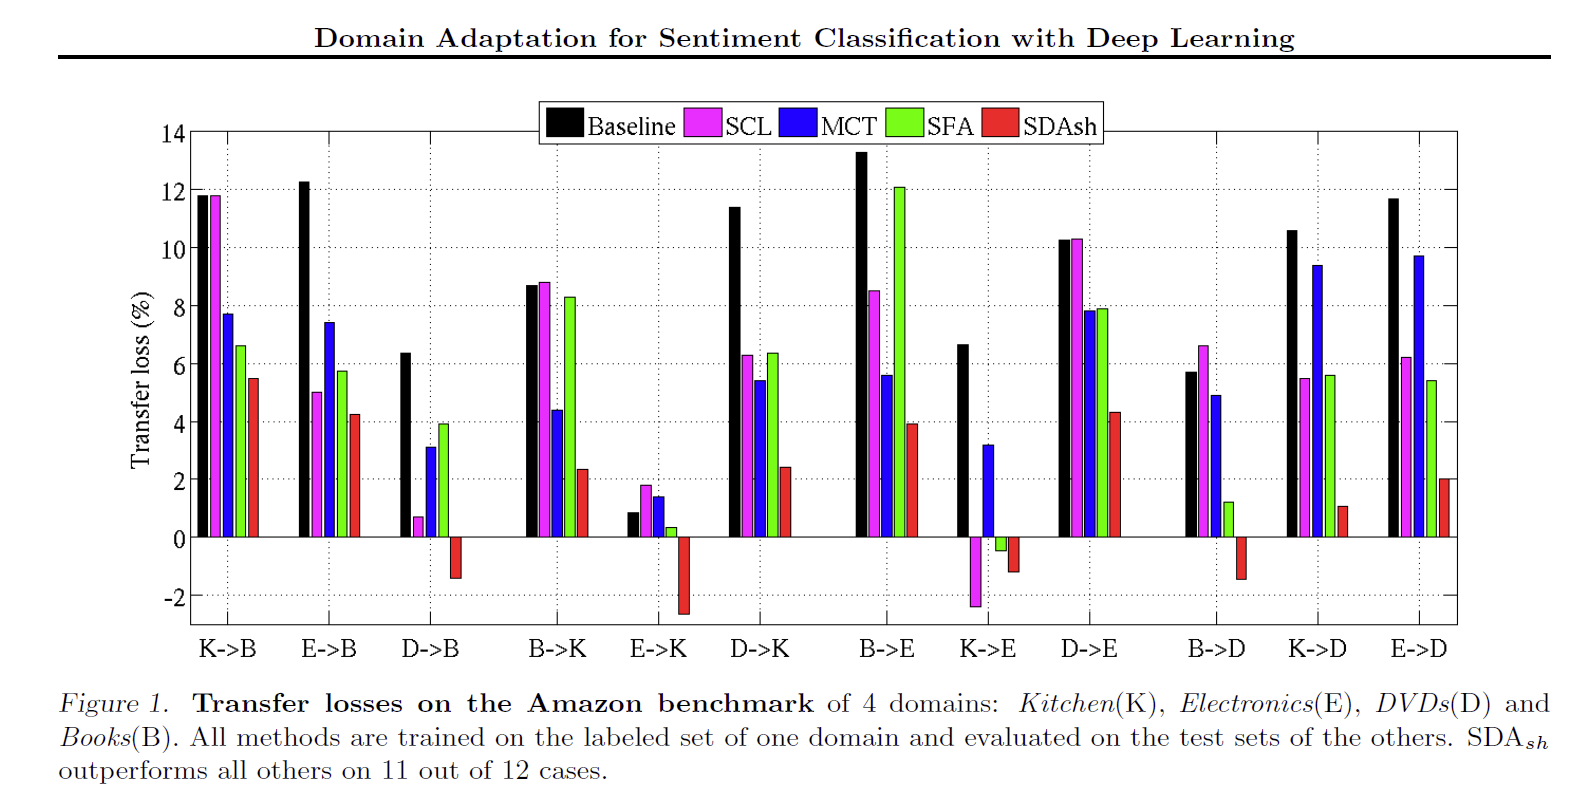 Domain Adaptation for Sentiment Classification with Deep Learning
Baseline SCL MCT SFA SDAsh
14
12
10
8
6
4
2
0
-2
Transfer loss (%)
K->B E->B D->B B->K E->K D->K B->E K->E D->E B->D K->D E->D
Figure 1. Transfer losses on the Amazon benchmark of 4 domains: Kitchen(K), Electronics(E), DVDs(D) and
Books(B). All methods are trained on the labeled set of one domain and evaluated on the test sets of the others. SDAsh
outperforms all others on 11 out of 12 cases.